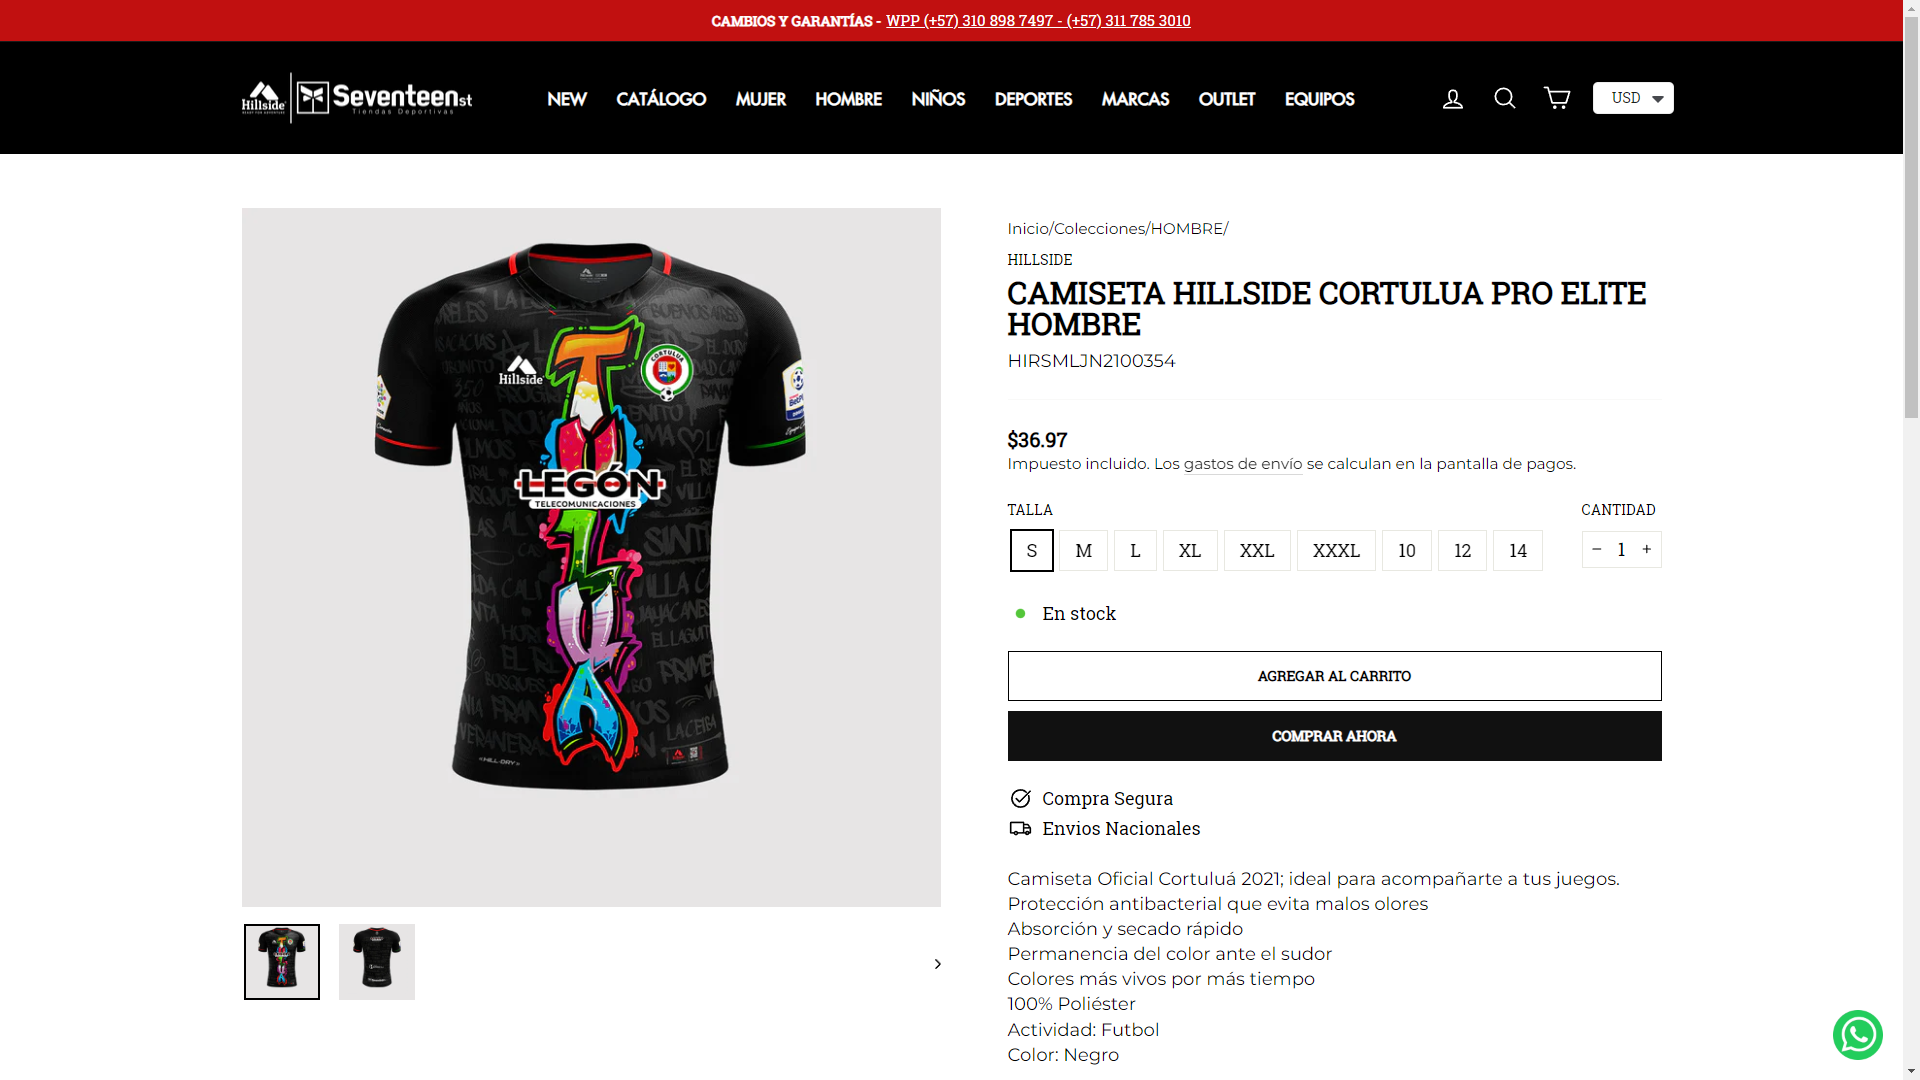 CAMBIOS Y GARANTÍAS - WPP (+57) 310 898 7497 - (+57) 311 785 3010
Hillside
Seventeenst
Tiendas Deportivas
NEW CATÁLOGO MUJER HOMBRE NIÑOS DEPORTES MARCAS OUTLET EQUIPOS
USD
Inicio/Colecciones/HOMBRE/
HILLSIDE
CAMISETA HILLSIDE CORTULUA PRO ELITE
HOMBRE
HIRSMLJN2100354
$36.97
Impuesto incluido. Los gastos de envío se calculan en la pantalla de pagos.
TALLA
CANTIDAD
S M L XL XXL XXXL 10 12 14
− 1 +
En stock
AGREGAR AL CARRITO
COMPRAR AHORA
Compra Segura
Envios Nacionales
Camiseta Oficial Cortuluá 2021; ideal para acompañarte a tus juegos.
Protección antibacterial que evita malos olores
Absorción y secado rápido
Permanencia del color ante el sudor
Colores más vivos por más tiempo
100% Poliéster
Actividad: Futbol
Color: Negro
Hillside
CORTULUA
TULUA
LEGÓN
TELECOMUNICACIONES